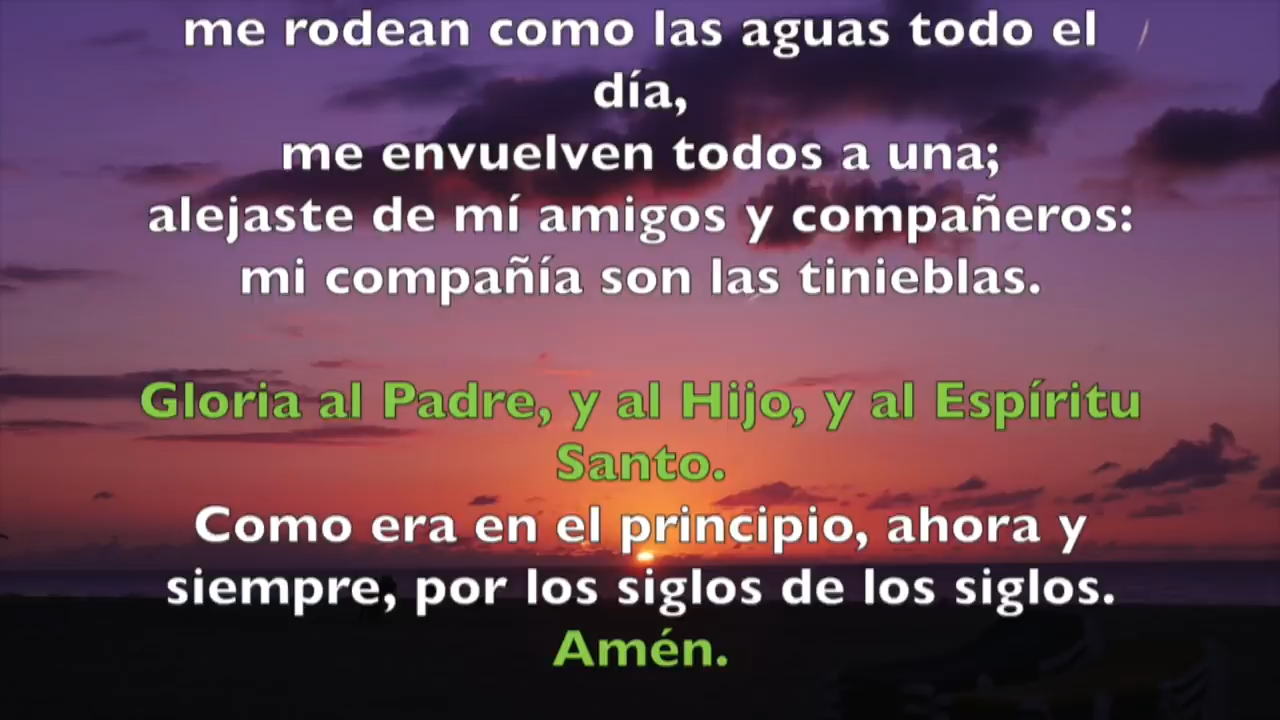 me rodean como las aguas todo el
día,
me envuelven todos a una;
alejaste de mí amigos y compañeros:
mi compañía son las tinieblas.
Gloria al Padre, y al Hijo, y al Espíritu
Santo.
Como era en el principio, ahora y
siempre, por los siglos de los siglos.
Amén.